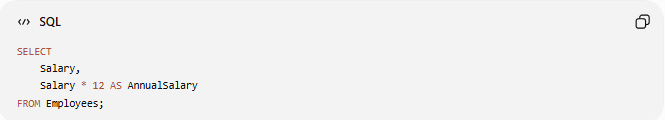 SQL
SELECT
Salary,
Salary * 12 AS AnnualSalary
FROM Employees;